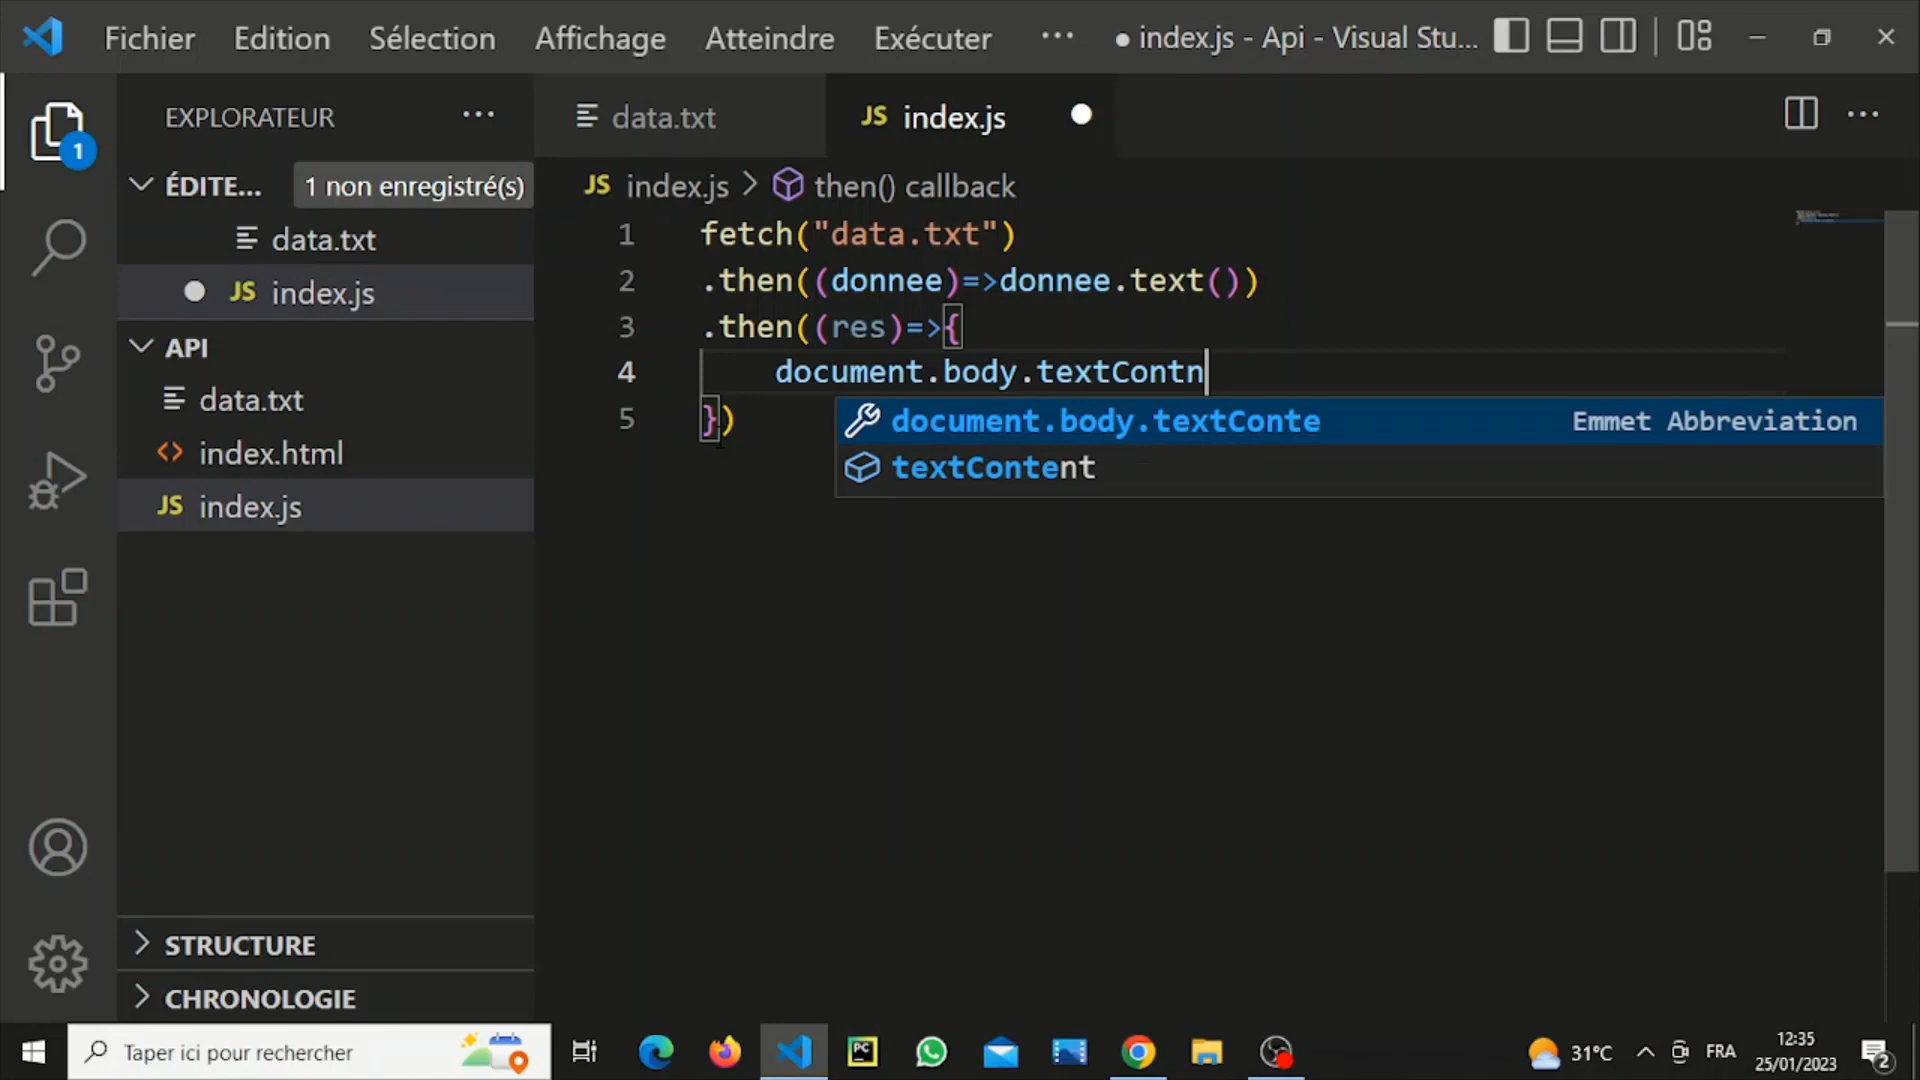 Fichier Edition Sélection Affichage Atteindre Exécuter ··· ● index.js - Api - Visual Stu...
EXPLORATEUR ···
data.txt
JS index.js
1
ÉDITE... 1 non enregistré(s)
data.txt
JS index.js
API
data.txt
index.html
JS index.js
STRUCTURE
CHRONOLOGIE
JS index.js > then() callback
1 fetch("data.txt")
2 .then((donnee)=>donnee.text())
3 .then((res)=>{
4 document.body.textContn
5 })
document.body.textConte Emmet Abbreviation
textContent
Taper ici pour rechercher
PC
31°C
FRA
12:35
25/01/2023
2